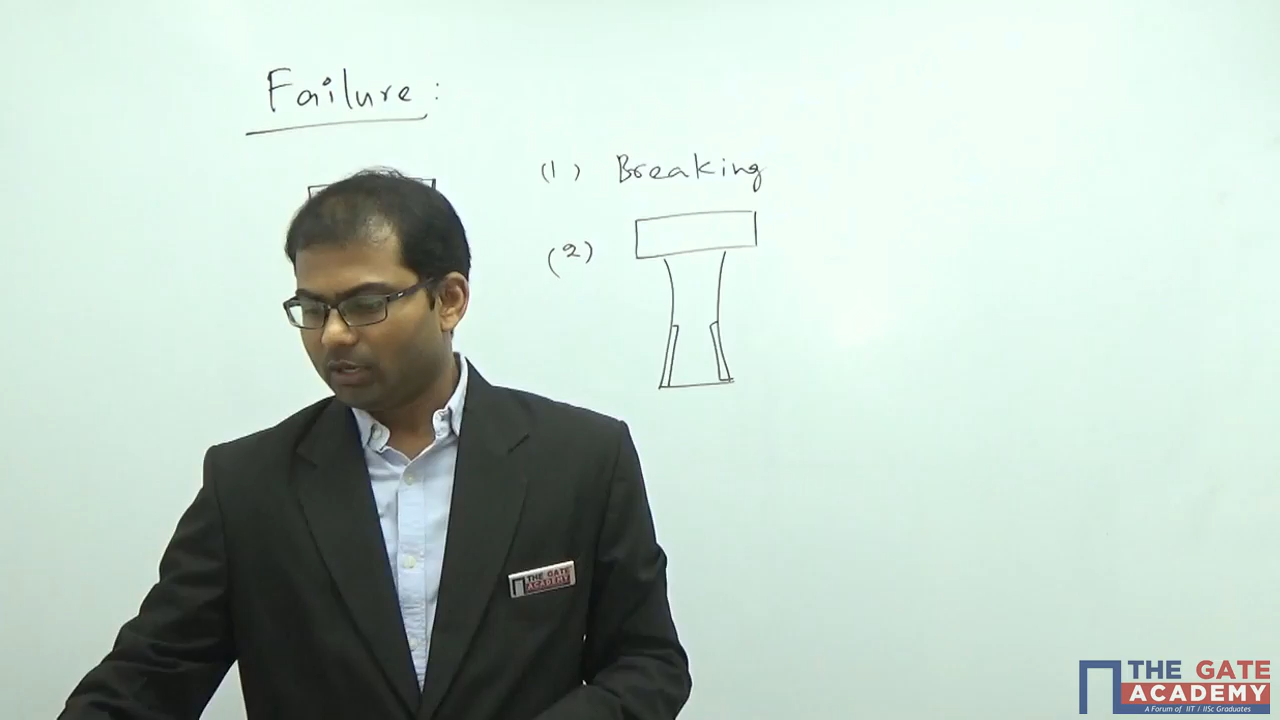 Failure:
(1) Breaking
(2)
THE GATE
ACADEMY
THE GATE
ACADEMY
A Forum of IIT / IISc Graduates